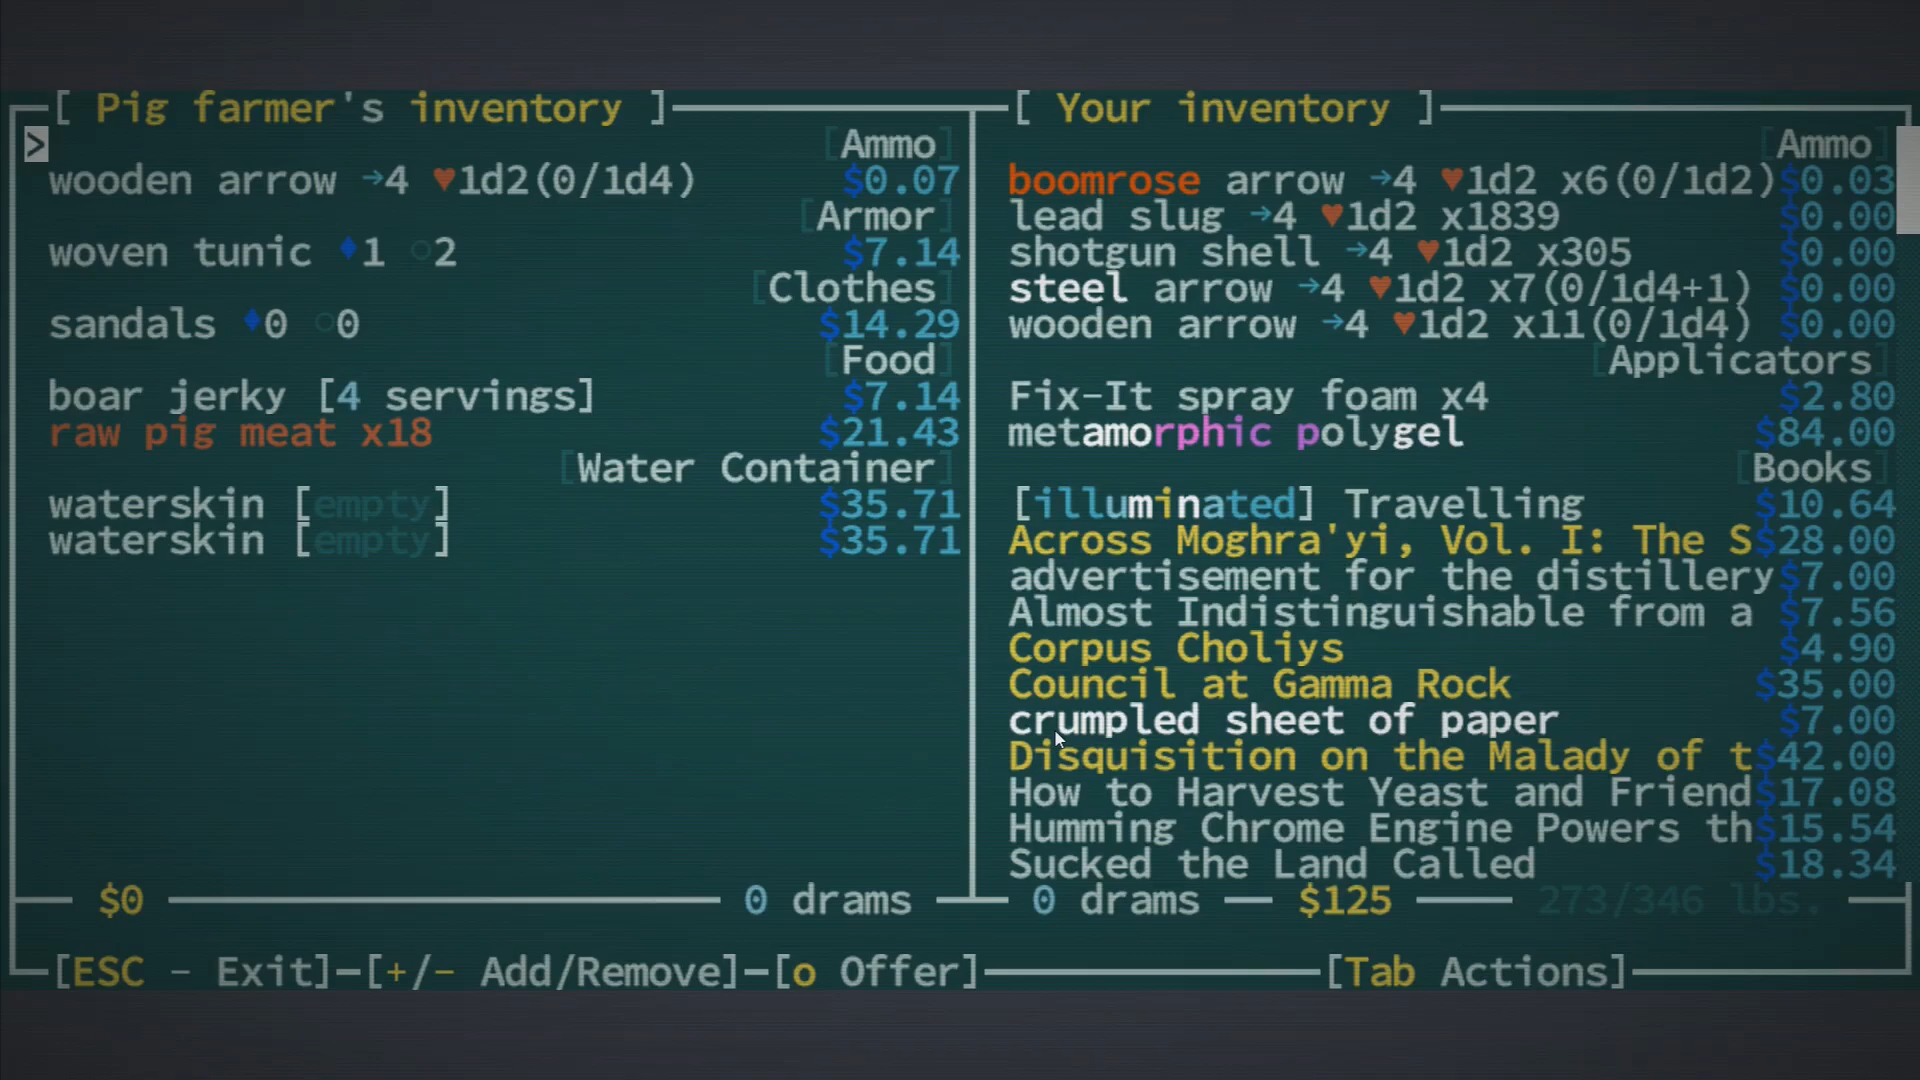 [ Pig farmer's inventory ]
>
[Ammo]
wooden arrow →4 ♥1d2(0/1d4) $0.07
[Armor]
woven tunic ♦1 ○2 $7.14
[Clothes]
sandals ♦0 ○0 $14.29
[Food]
boar jerky [4 servings] $7.14
raw pig meat x18 $21.43
[Water Container]
waterskin [empty] $35.71
waterskin [empty] $35.71
$0 0 drams
[ Your inventory ]
[Ammo]
boomrose arrow →4 ♥1d2 x6(0/1d2) $0.03
lead slug →4 ♥1d2 x1839 $0.00
shotgun shell →4 ♥1d2 x305 $0.00
steel arrow →4 ♥1d2 x7(0/1d4+1) $0.00
wooden arrow →4 ♥1d2 x11(0/1d4) $0.00
[Applicators]
Fix-It spray foam x4 $2.80
metamorphic polygel $84.00
[Books]
[illuminated] Travelling $10.64
Across Moghra'yi, Vol. I: The S$28.00
advertisement for the distillery$7.00
Almost Indistinguishable from a $7.56
Corpus Choliys $4.90
Council at Gamma Rock $35.00
crumpled sheet of paper $7.00
Disquisition on the Malady of t$42.00
How to Harvest Yeast and Friend$17.08
Humming Chrome Engine Powers th$15.54
Sucked the Land Called $18.34
0 drams $125 273/346 lbs.
[ESC - Exit]-[+/- Add/Remove]-[o Offer] [Tab Actions]